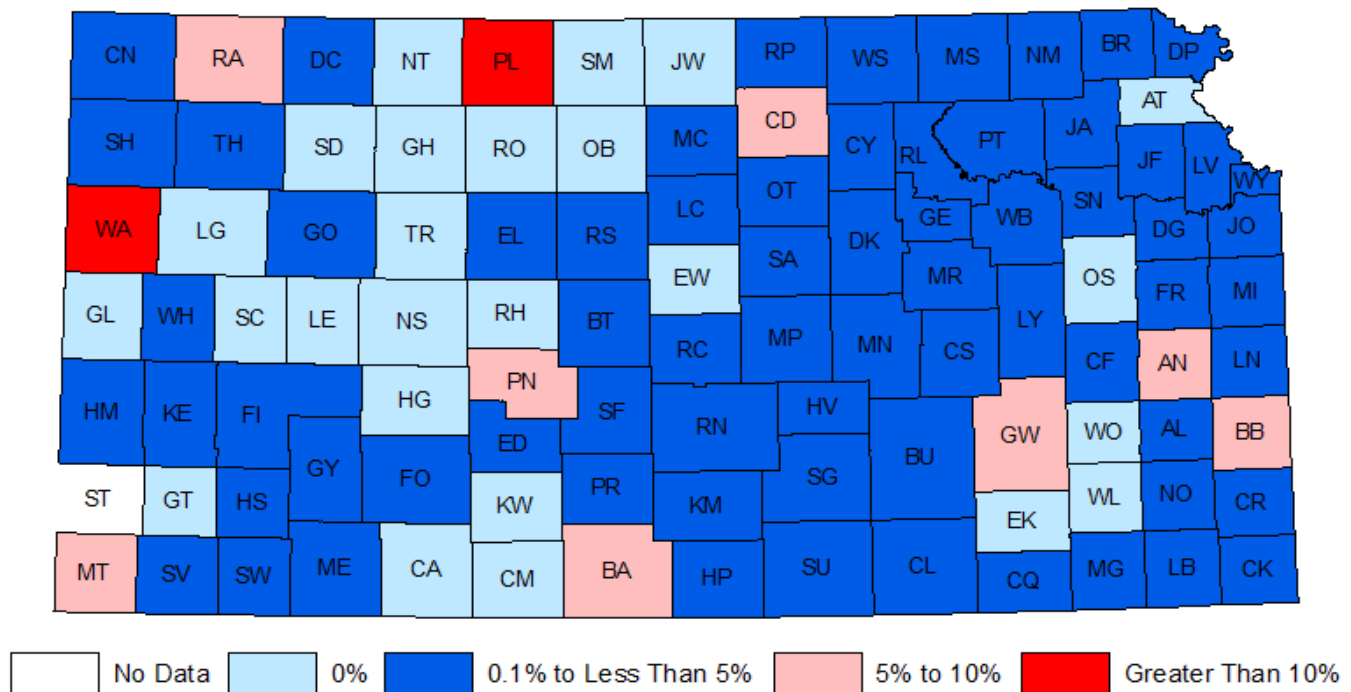 CN RA DC NT PL SM JW RP WS MS NM BR DP
SH TH SD GH RO OB MC CD CY RL PT JA AT JF LV WY
WA LG GO TR EL RS LC OT DK GE WB SN DG JO
GL WH SC LE NS RH BT EW SA MR LY OS FR MI
HM KE FI HG PN SF RC MP MN CS CF AN LN
GY FO ED RN HV BU GW WO AL BB
ST GT HS KW PR KM SG EK WL NO CR
MT SV SW ME CA CM BA HP SU CL CQ MG LB CK
No Data 0% 0.1% to Less Than 5% 5% to 10% Greater Than 10%